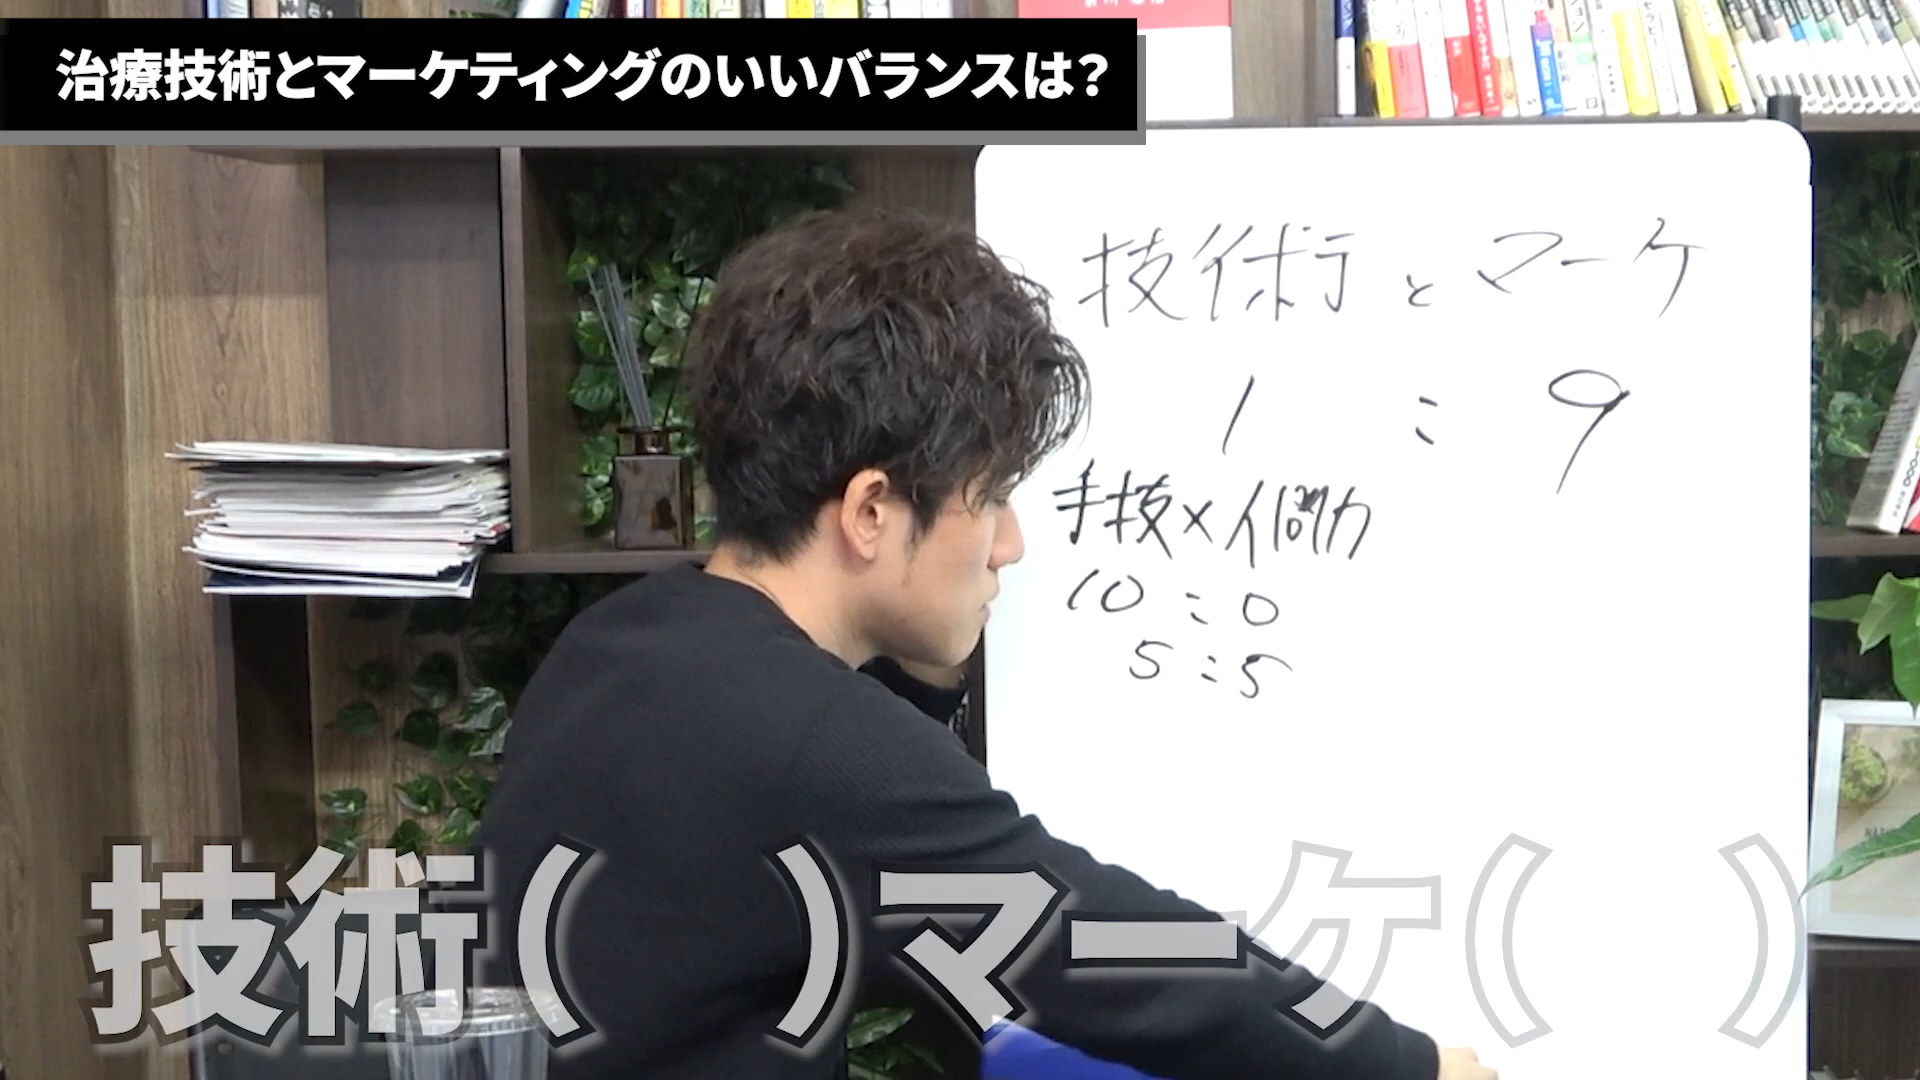 治療技術とマーケティングのいいバランスは？
技術とマーケ
1 : 9
手技×人間力
10 : 0
5 : 5
技術(　)マーケ(　)